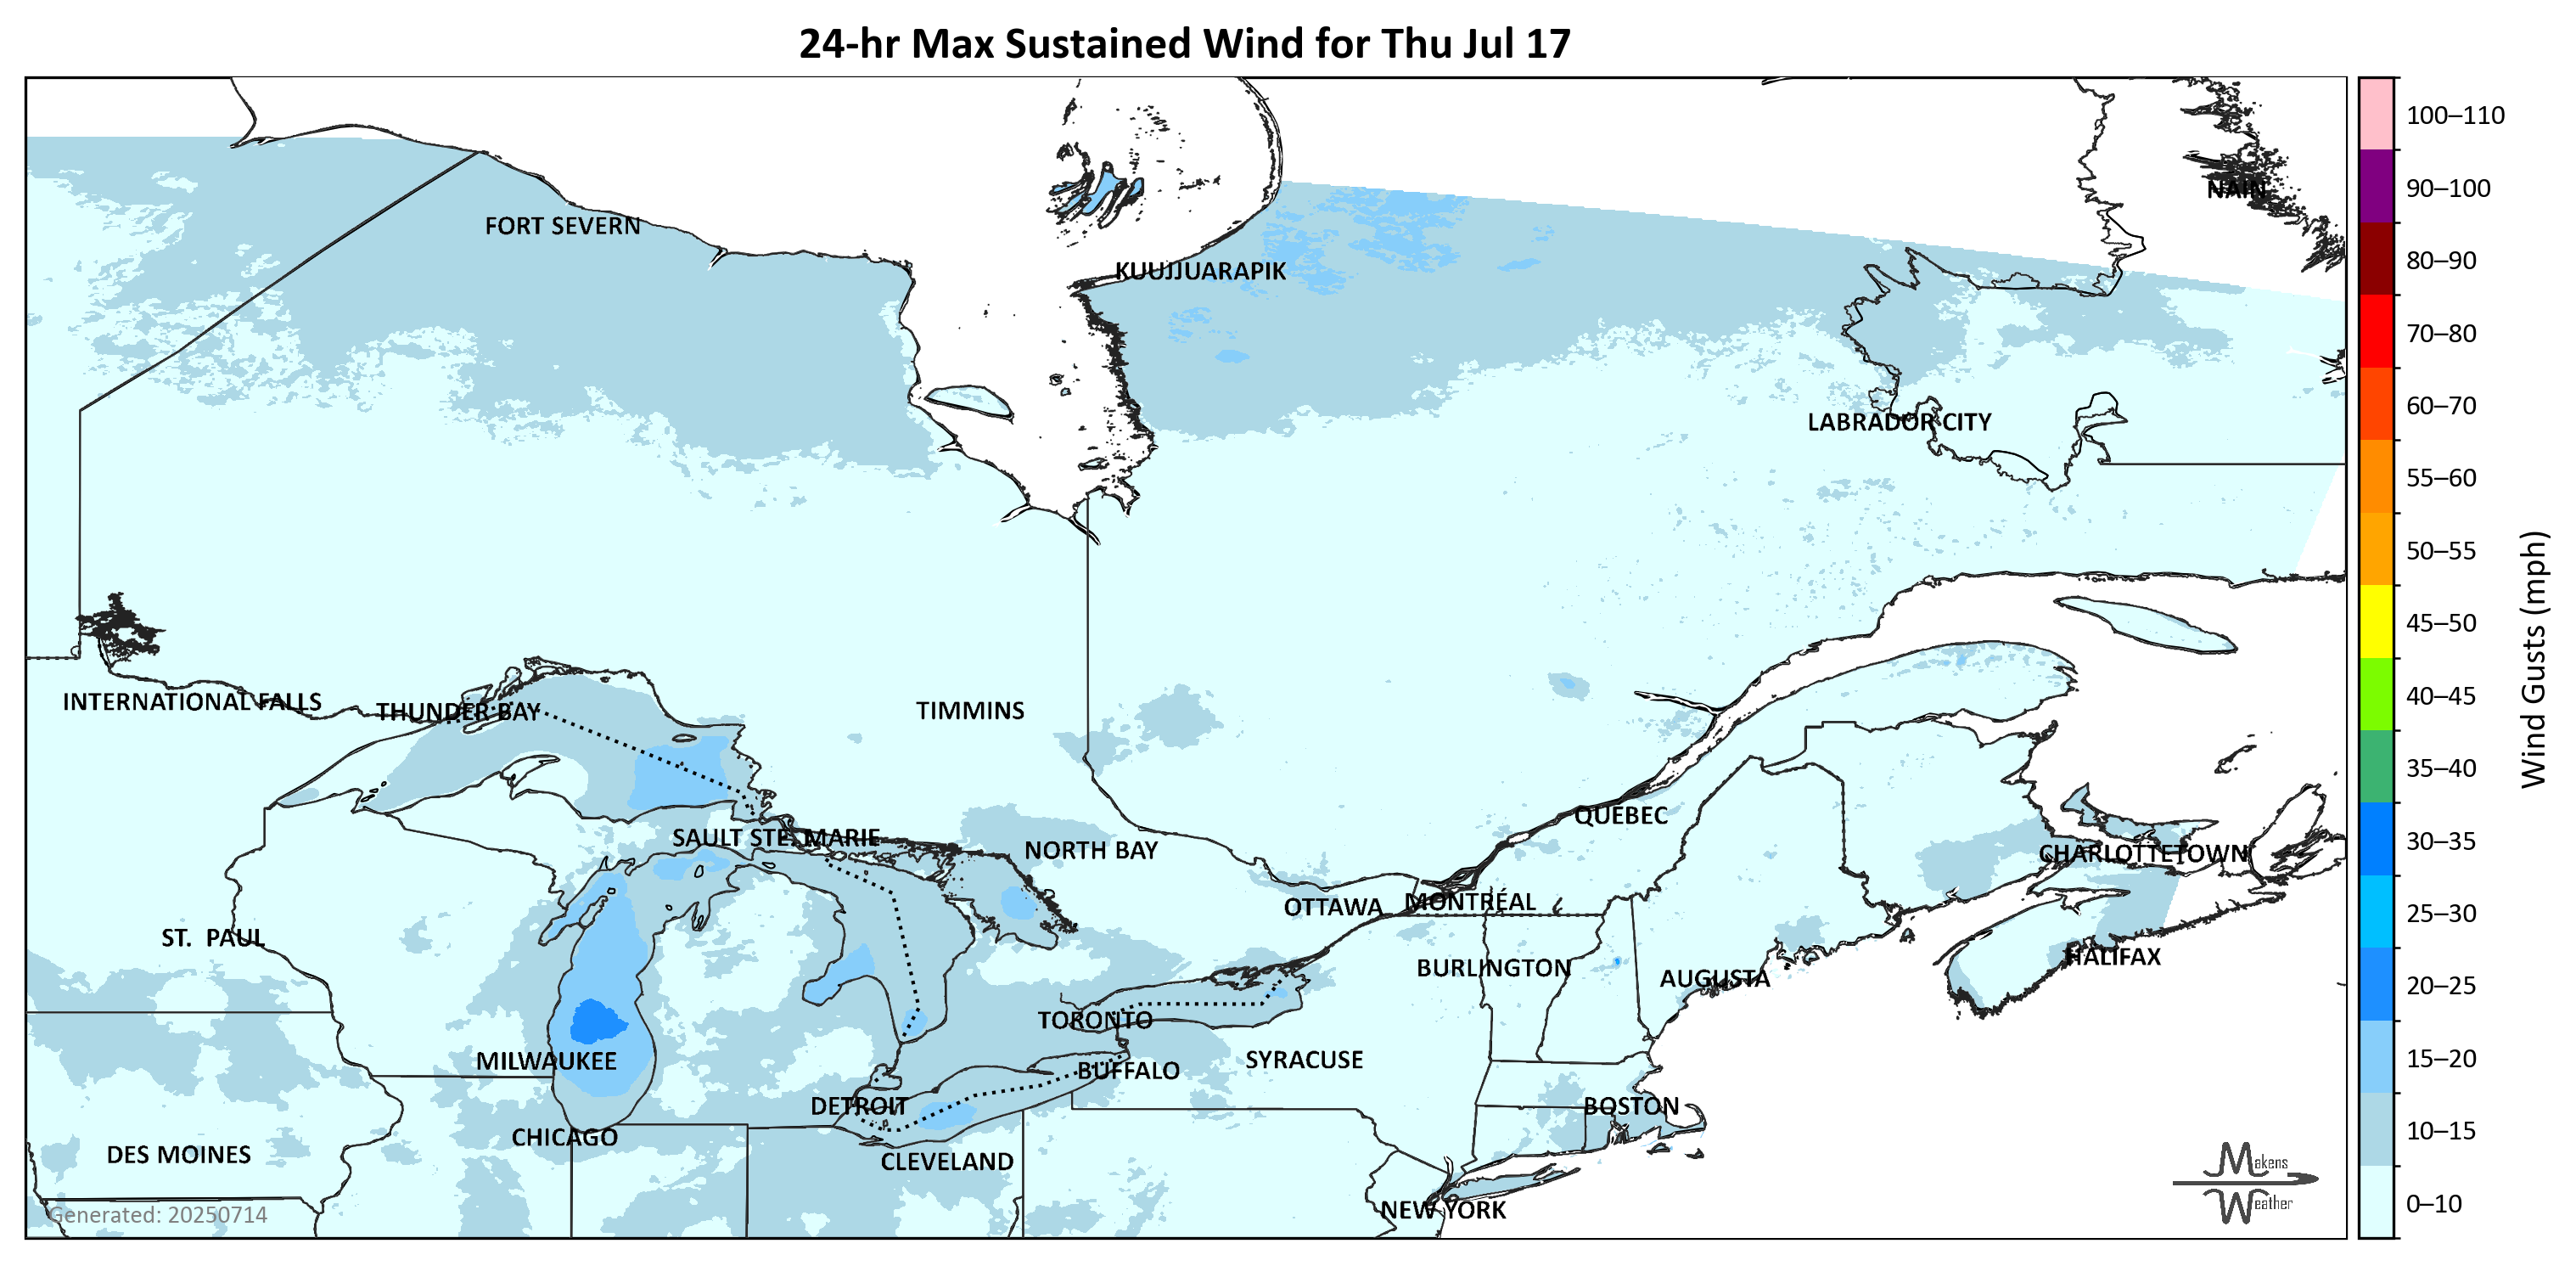 24-hr Max Sustained Wind for Thu Jul 17
100–110
90–100
NAIN
FORT SEVERN
80–90
KUUJJUARAPIK
70–80
60–70
LABRADOR CITY
55–60
50–55
45–50
Wind Gusts (mph)
INTERNATIONAL FALLS
THUNDER BAY
TIMMINS
40–45
35–40
QUEBEC
SAULT STE. MARIE
NORTH BAY
CHARLOTTETOWN
30–35
OTTAWA
MONTRÉAL
25–30
ST. PAUL
HALIFAX
BURLINGTON
AUGUSTA
20–25
TORONTO
MILWAUKEE
SYRACUSE
15–20
BUFFALO
DETROIT
BOSTON
CHICAGO
10–15
DES MOINES
CLEVELAND
Makens
Weather
NEW YORK
0–10
Generated: 20250714